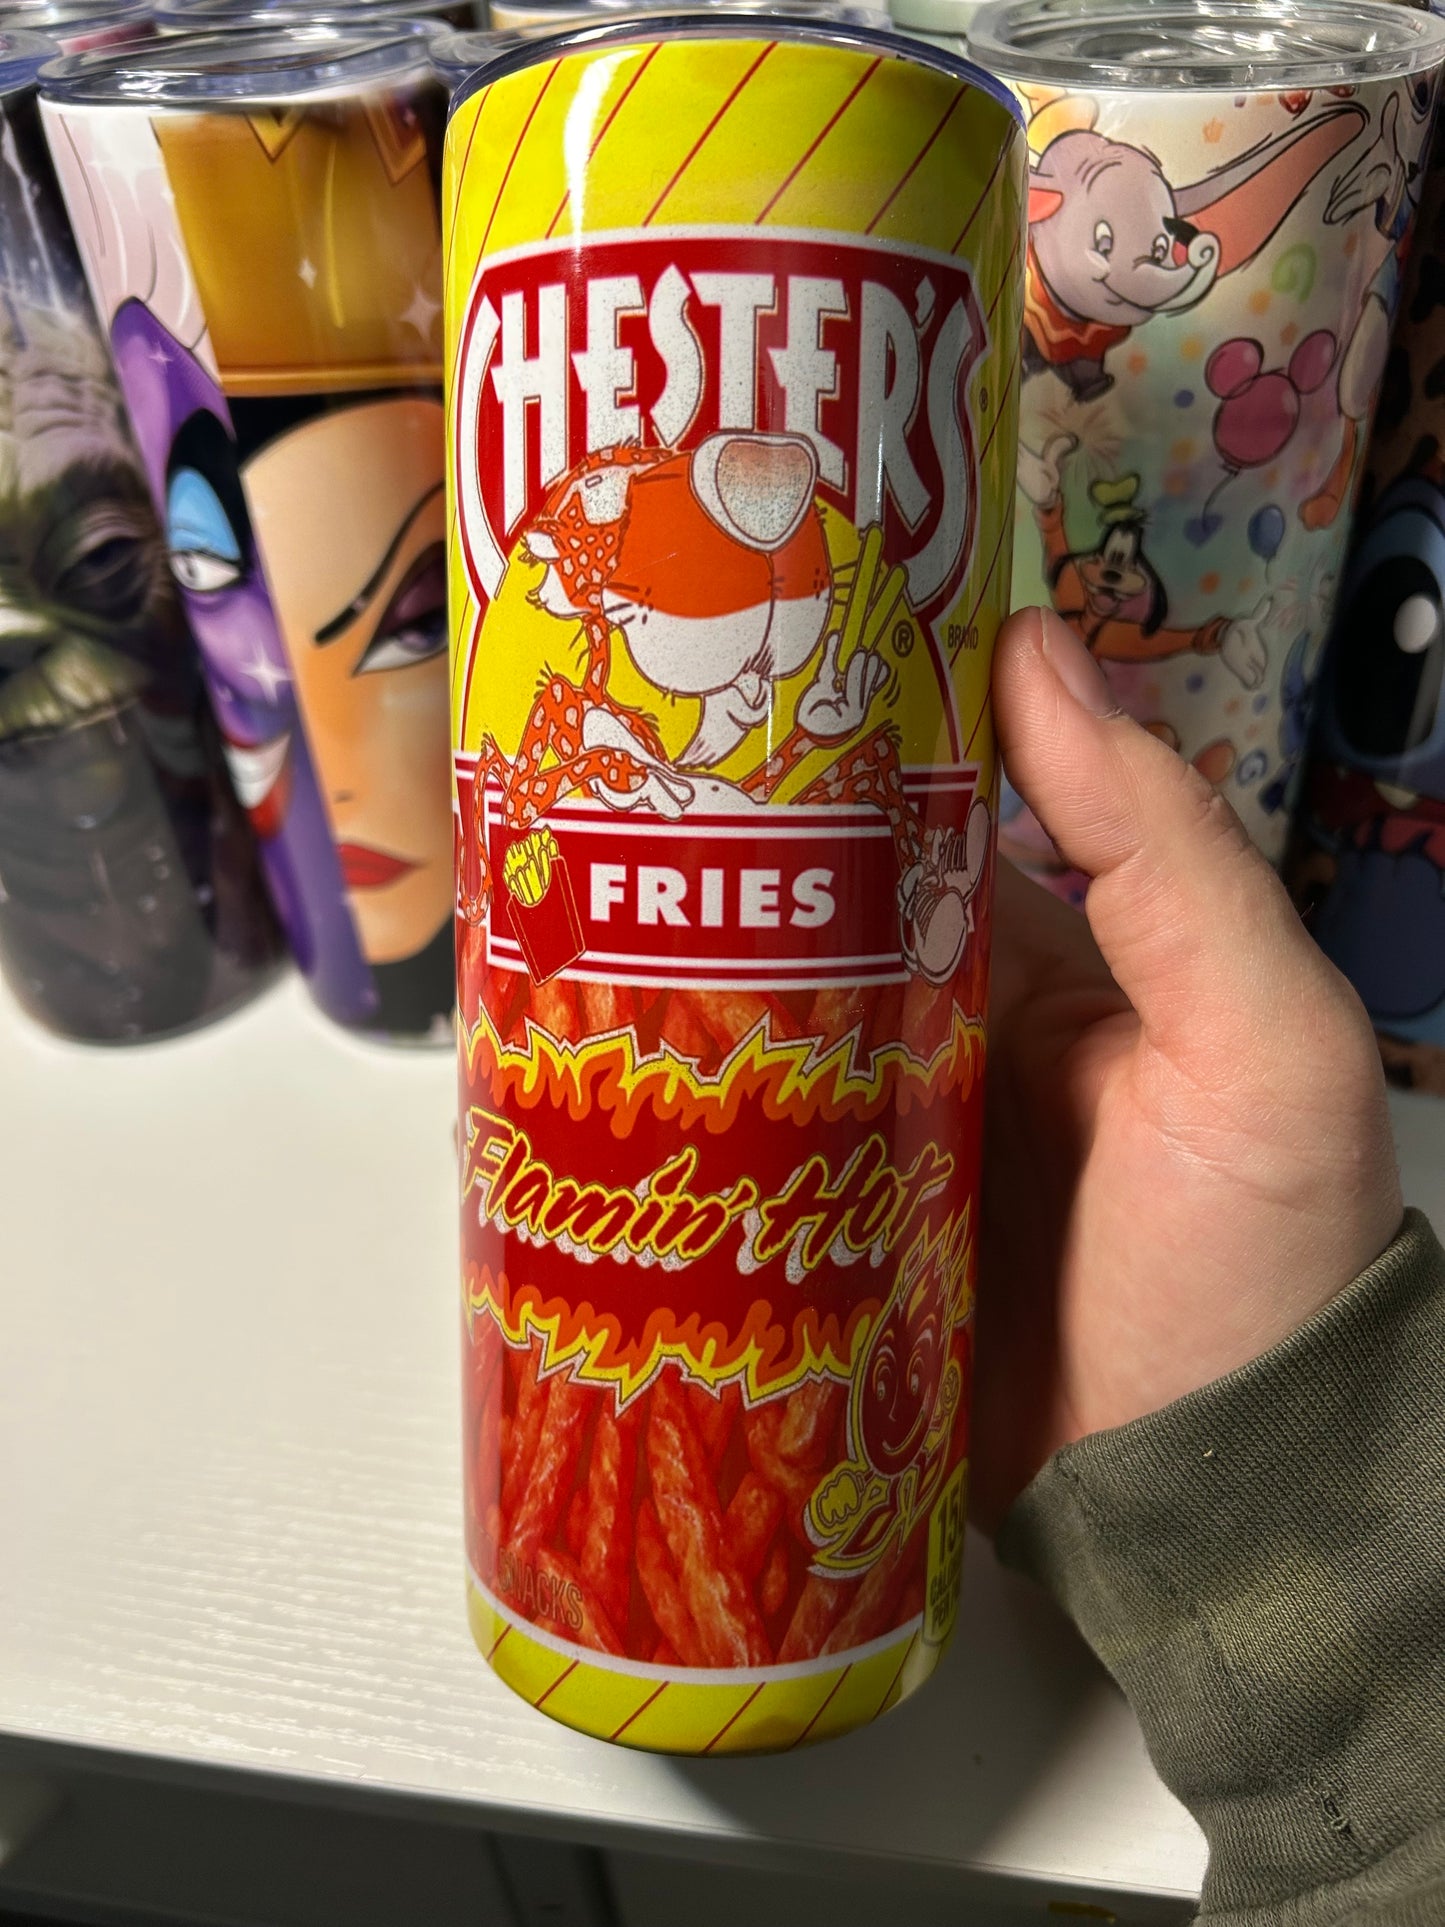 CHESTER'S
®
®
BRAND
FRIES
Flamin' Hot
SNACKS